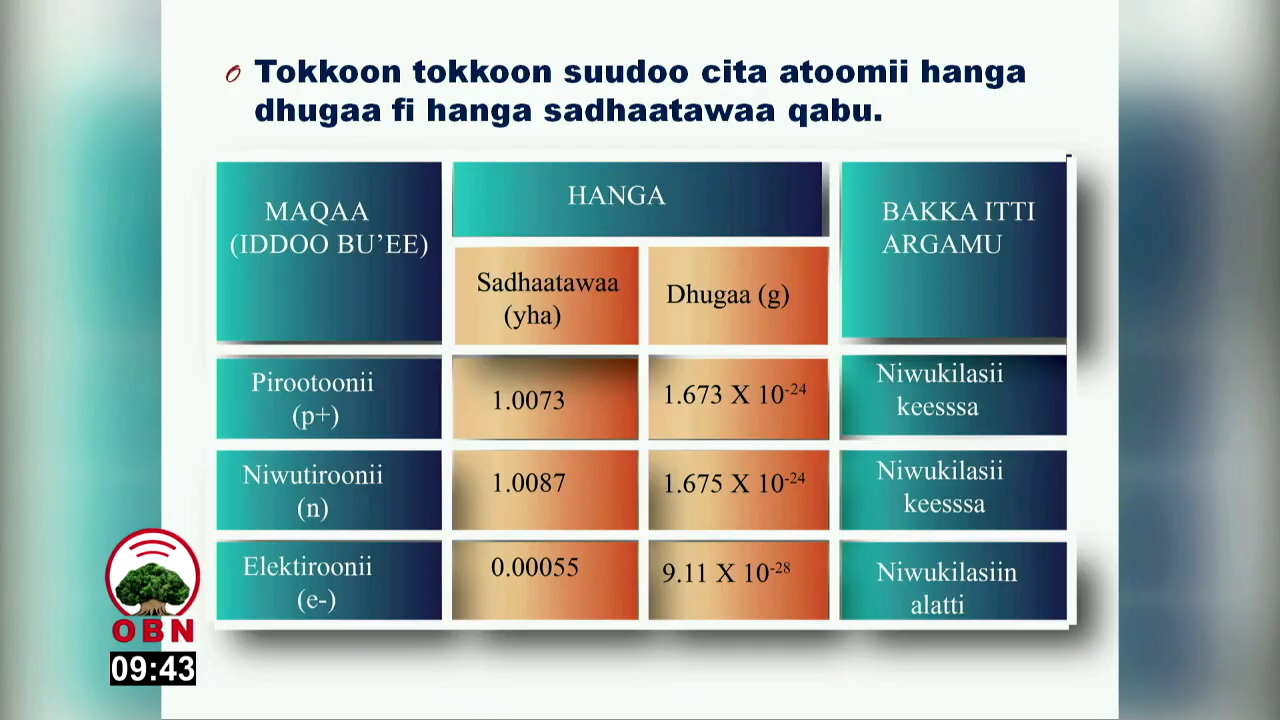 Tokkoon tokkoon suudoo cita atoomii hanga
dhugaa fi hanga sadhaatawaa qabu.
MAQAA
(IDDOO BU’EE)
HANGA
BAKKA ITTI
ARGAMU
Sadhaatawaa
(yha)
Dhugaa (g)
Pirootoonii
(p+)
1.0073
1.673 X 10⁻²⁴
Niwukilasii
keesssa
Niwutiroonii
(n)
1.0087
1.675 X 10⁻²⁴
Niwukilasii
keesssa
Elektiroonii
(e-)
0.00055
9.11 X 10⁻²⁸
Niwukilasiin
alatti
OBN
09:43